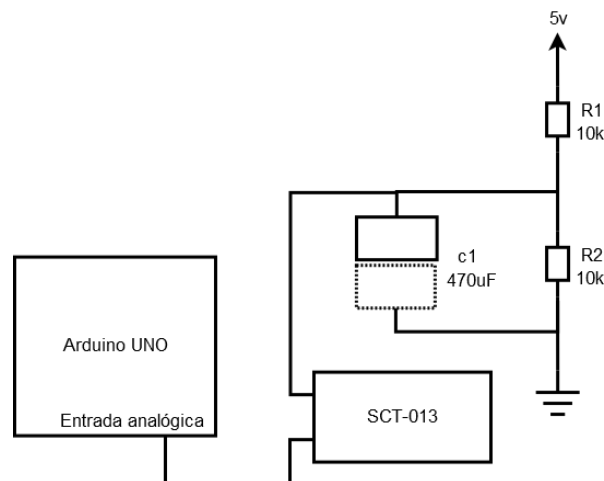 5v
R1
10k
c1
470uF
R2
10k
Arduino UNO
Entrada analógica
SCT-013